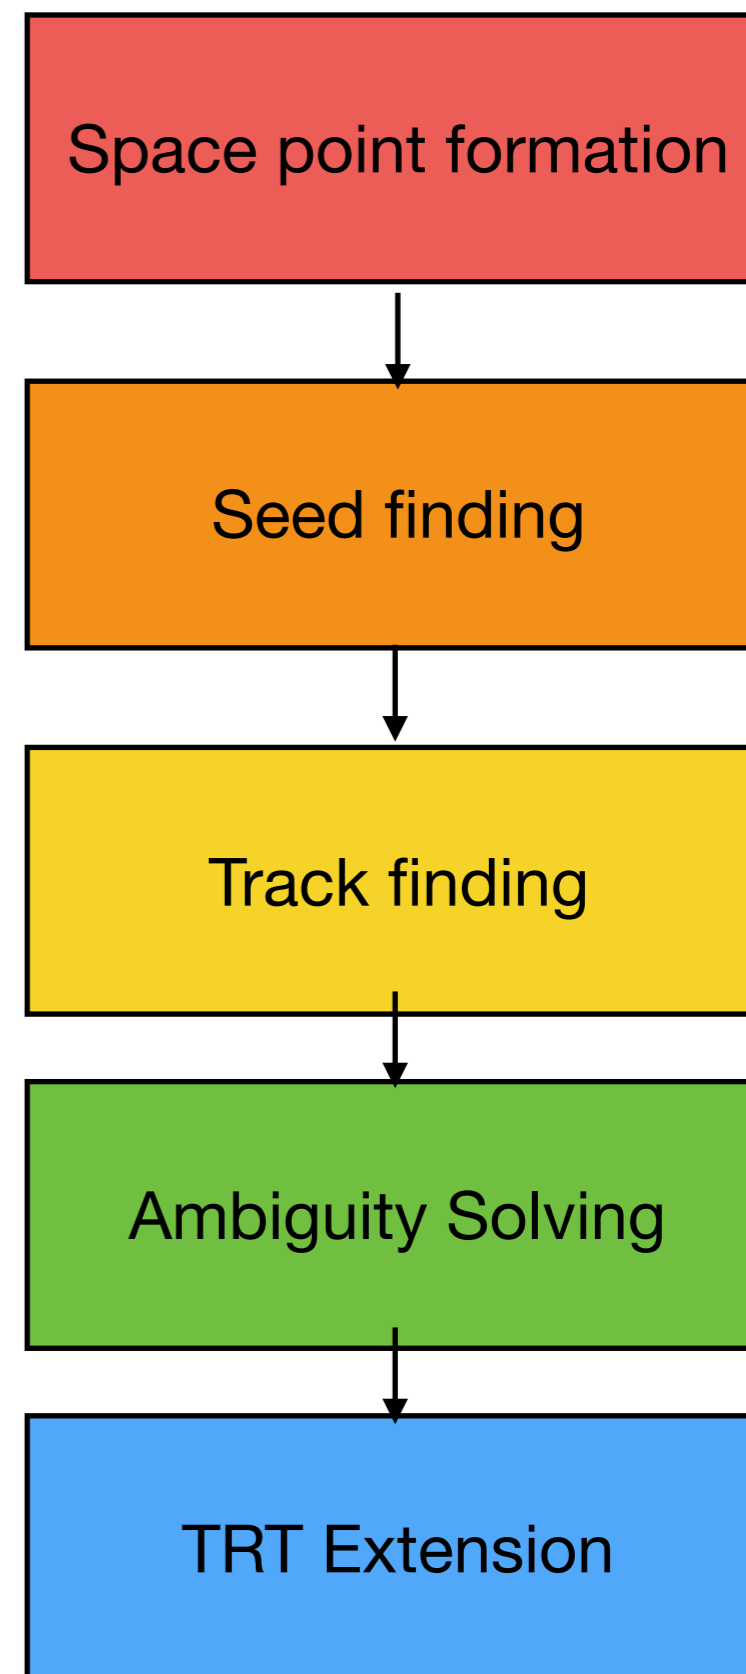 Space point formation
Seed finding
Track finding
Ambiguity Solving
TRT Extension